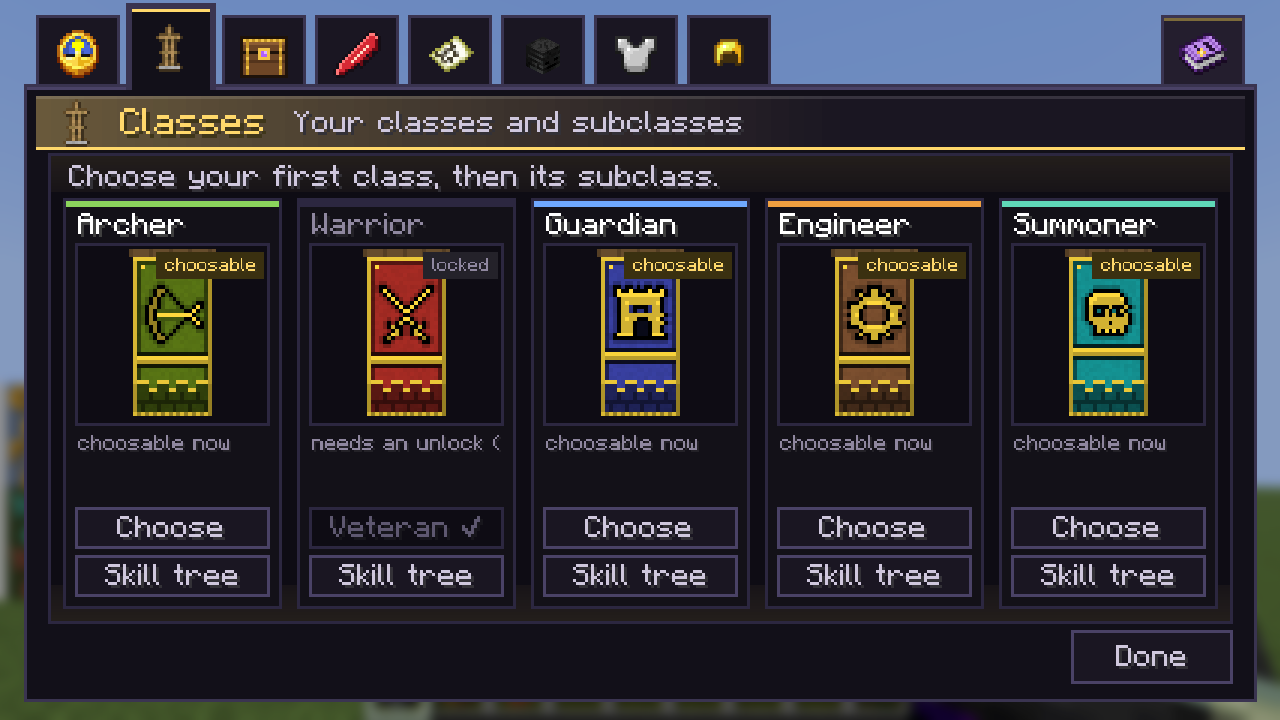 Classes Your classes and subclasses
Choose your first class, then its subclass.
Archer
choosable
choosable now
Choose
Skill tree
Warrior
locked
needs an unlock (
Veteran ✓
Skill tree
Guardian
choosable
choosable now
Choose
Skill tree
Engineer
choosable
choosable now
Choose
Skill tree
Summoner
choosable
choosable now
Choose
Skill tree
Done